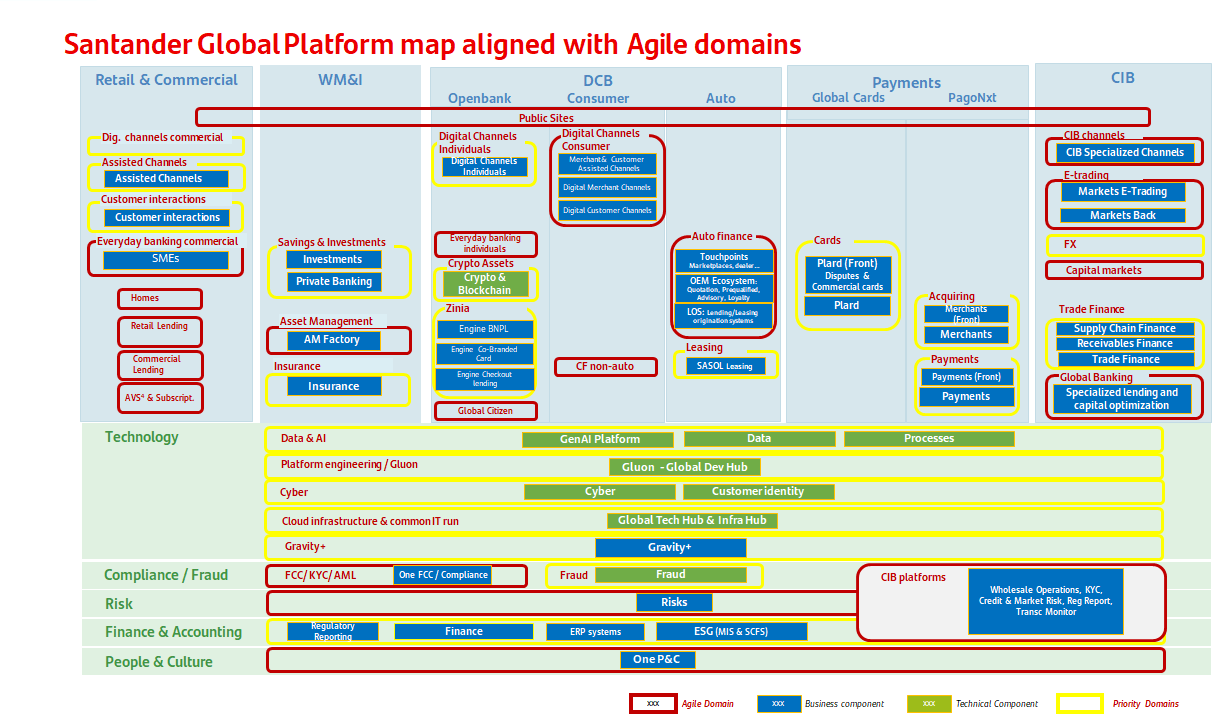 Santander Global Platform map aligned with Agile domains
Retail & Commercial
WM&I
DCB
Openbank
Consumer
Auto
Payments
Global Cards
PagoNxt
CIB
Public Sites
Dig. channels commercial
Assisted Channels
Assisted Channels
Customer interactions
Customer interactions
Everyday banking commercial
SMEs
Homes
Retail Lending
Commercial
Lending
AVS⁴ & Subscript.
Savings & Investments
Investments
Private Banking
Asset Management
AM Factory
Insurance
Insurance
Digital Channels
Individuals
Digital Channels
Individuals
Everyday banking
individuals
Crypto Assets
Crypto &
Blockchain
Zinia
Engine BNPL
Engine Co-Branded
Card
Engine Checkout
lending
Global Citizen
Digital Channels
Consumer
Merchant& Customer
Assisted Channels
Digital Merchant Channels
Digital Customer Channels
CF non-auto
Auto finance
Touchpoints
Marketplaces, dealer...
OEM Ecosystem:
Quotation, Prequalified,
Advisory, Loyalty
LOS: Lending/Leasing
origination systems
Leasing
SASOL Leasing
Cards
Plard (Front)
Disputes &
Commercial cards
Plard
Acquiring
Merchants
(Front)
Merchants
Payments
Payments (Front)
Payments
CIB channels
CIB Specialized Channels
E-trading
Markets E-Trading
Markets Back
FX
Capital markets
Trade Finance
Supply Chain Finance
Receivables Finance
Trade Finance
Global Banking
Specialized lending and
capital optimization
Technology
Data & AI
GenAI Platform
Data
Processes
Platform engineering / Gluon
Gluon - Global Dev Hub
Cyber
Cyber
Customer identity
Cloud infrastructure & common IT run
Global Tech Hub & Infra Hub
Gravity+
Gravity+
Compliance / Fraud
FCC/ KYC/ AML
One FCC / Compliance
Fraud
Fraud
CIB platforms
Wholesale Operations, KYC,
Credit & Market Risk, Reg Report,
Transc Monitor
Risk
Risks
Finance & Accounting
Regulatory
Reporting
Finance
ERP systems
ESG (MIS & SCFS)
People & Culture
One P&C
xxx
Agile Domain
xxx
Business component
xxx
Technical Component
Priority Domains